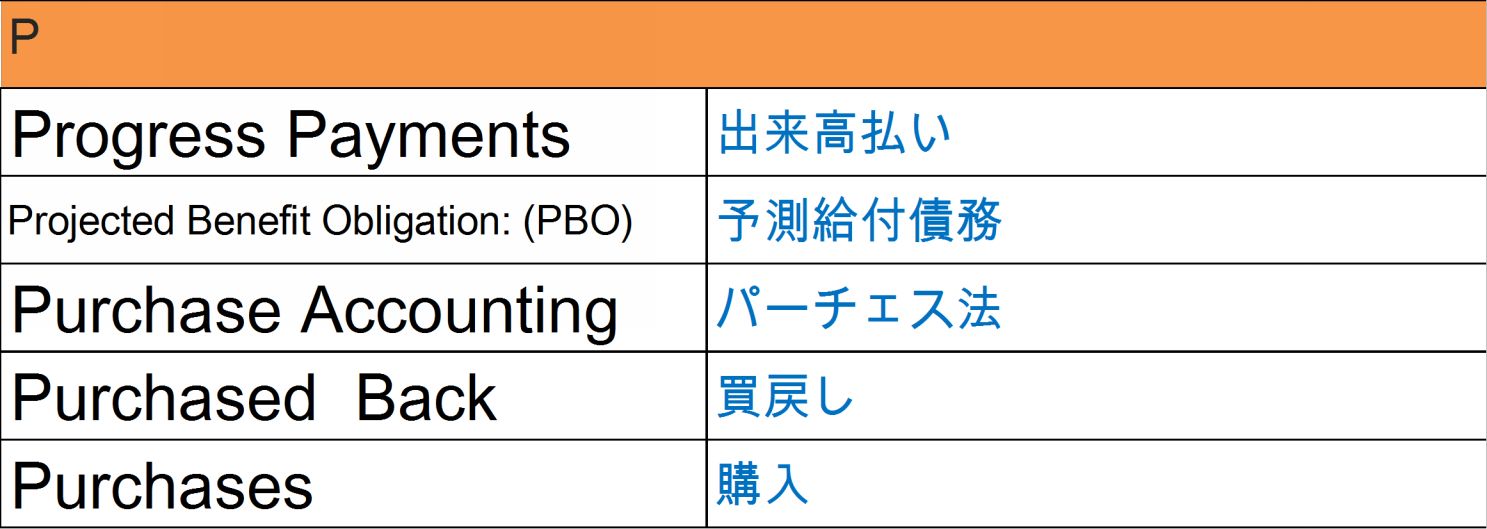 P
Progress Payments 出来高払い
Projected Benefit Obligation: (PBO) 予測給付債務
Purchase Accounting パーチェス法
Purchased  Back 買戻し
Purchases 購入